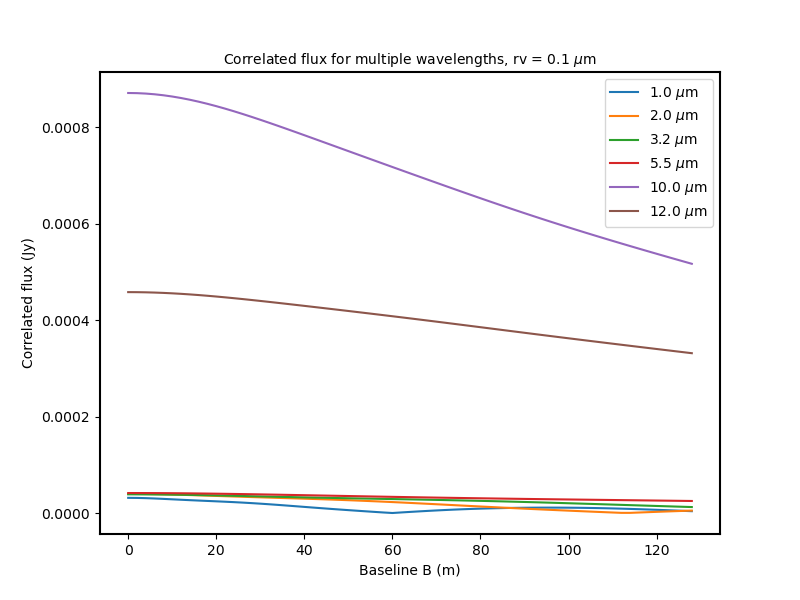 Correlated flux for multiple wavelengths, rv = 0.1 μm
1.0 μm
2.0 μm
3.2 μm
5.5 μm
10.0 μm
12.0 μm
Correlated flux (Jy)
0.0008
0.0006
0.0004
0.0002
0.0000
0 20 40 60 80 100 120
Baseline B (m)